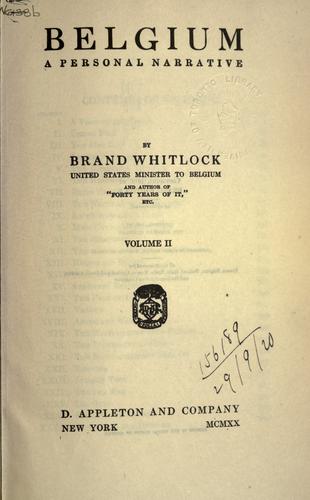 BELGIUM
A PERSONAL NARRATIVE
BY
BRAND WHITLOCK
UNITED STATES MINISTER TO BELGIUM
AND AUTHOR OF
"FORTY YEARS OF IT,"
ETC.
VOLUME II
156189
29/9/20
D. APPLETON AND COMPANY
NEW YORK MCMXX